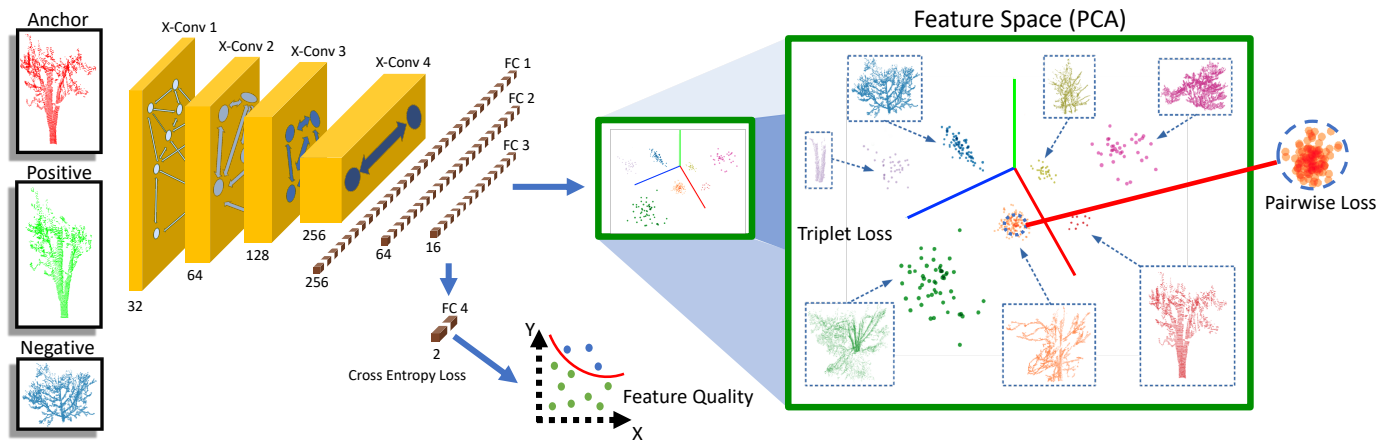 Anchor
Positive
Negative
X-Conv 1
X-Conv 2
X-Conv 3
X-Conv 4
32
64
128
256
FC 1
FC 2
FC 3
256
64
16
FC 4
2
Cross Entropy Loss
Y
X
Feature Quality
Feature Space (PCA)
Triplet Loss
Pairwise Loss